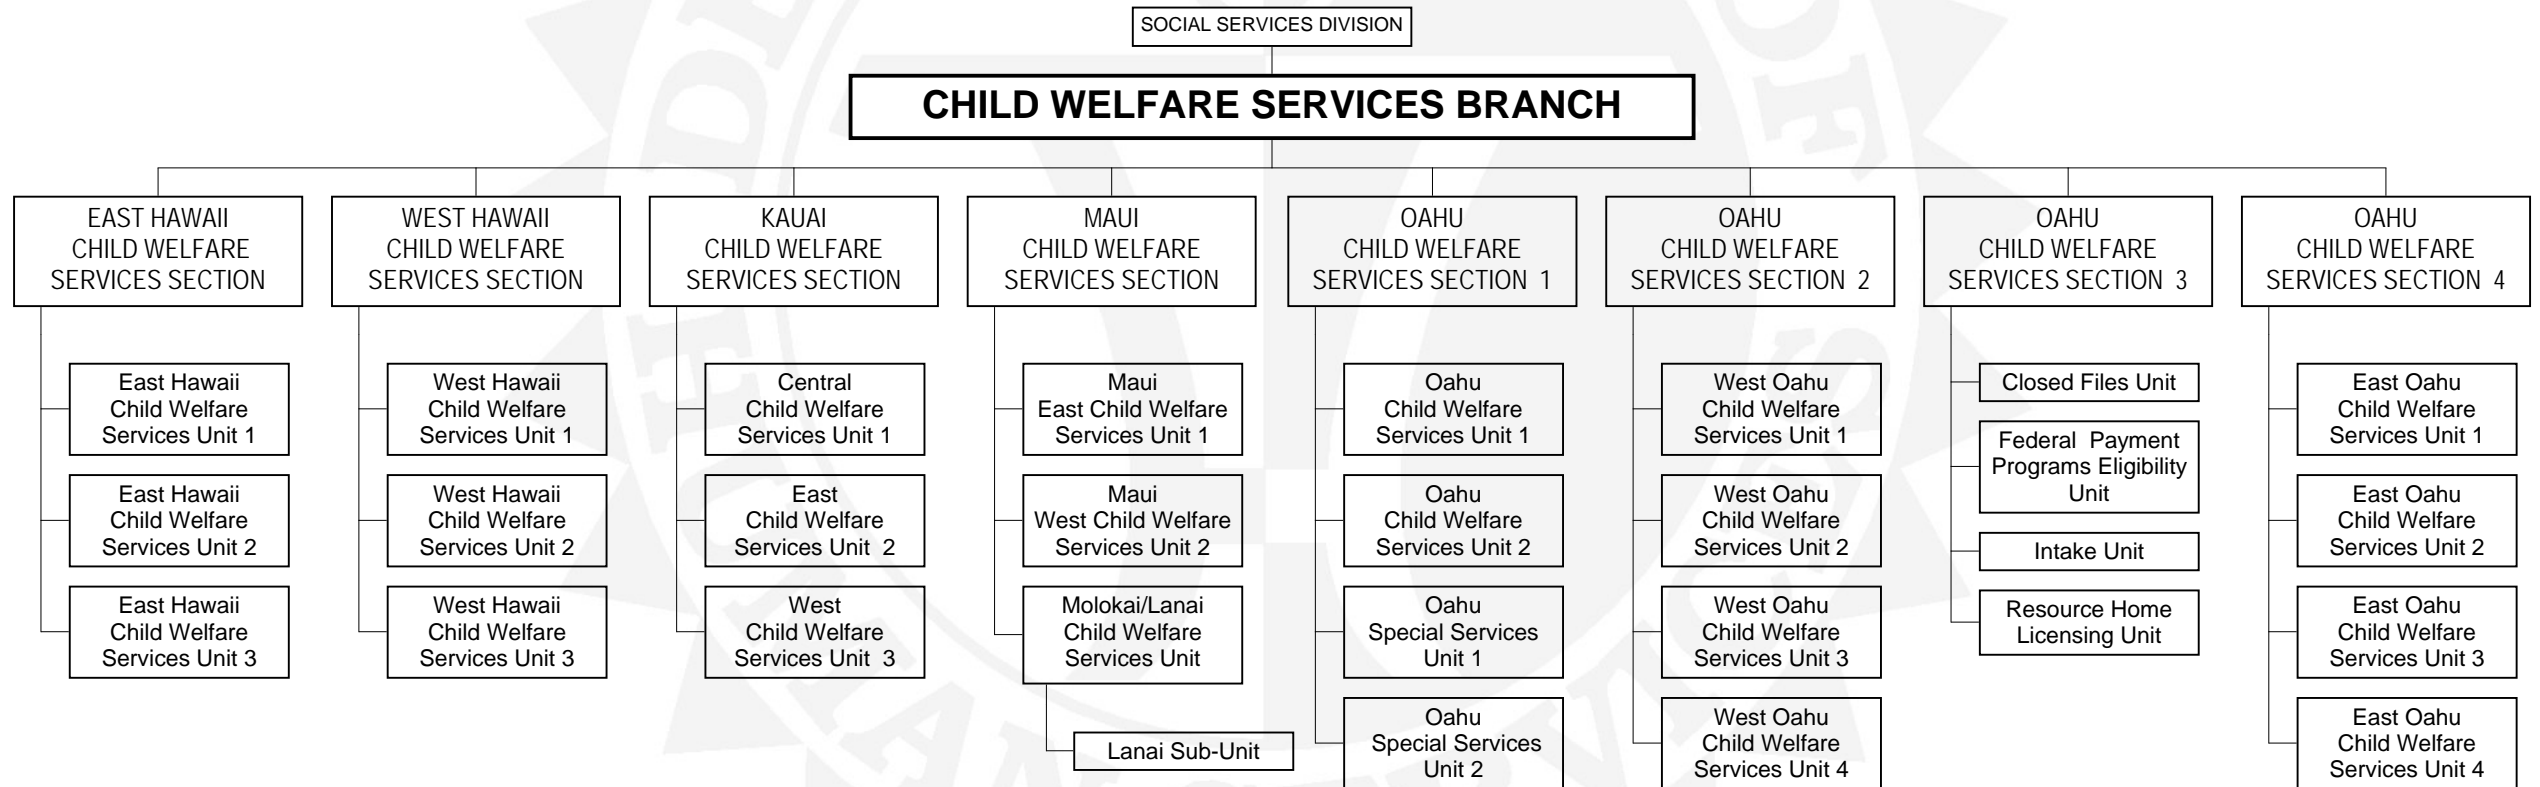 SOCIAL SERVICES DIVISION
CHILD WELFARE SERVICES BRANCH
EAST HAWAII
CHILD WELFARE
SERVICES SECTION
WEST HAWAII
CHILD WELFARE
SERVICES SECTION
KAUAI
CHILD WELFARE
SERVICES SECTION
MAUI
CHILD WELFARE
SERVICES SECTION
OAHU
CHILD WELFARE
SERVICES SECTION 1
OAHU
CHILD WELFARE
SERVICES SECTION 2
OAHU
CHILD WELFARE
SERVICES SECTION 3
OAHU
CHILD WELFARE
SERVICES SECTION 4
East Hawaii
Child Welfare
Services Unit 1
East Hawaii
Child Welfare
Services Unit 2
East Hawaii
Child Welfare
Services Unit 3
West Hawaii
Child Welfare
Services Unit 1
West Hawaii
Child Welfare
Services Unit 2
West Hawaii
Child Welfare
Services Unit 3
Central
Child Welfare
Services Unit 1
East
Child Welfare
Services Unit 2
West
Child Welfare
Services Unit 3
Maui
East Child Welfare
Services Unit 1
Maui
West Child Welfare
Services Unit 2
Molokai/Lanai
Child Welfare
Services Unit
Lanai Sub-Unit
Oahu
Child Welfare
Services Unit 1
Oahu
Child Welfare
Services Unit 2
Oahu
Special Services
Unit 1
Oahu
Special Services
Unit 2
West Oahu
Child Welfare
Services Unit 1
West Oahu
Child Welfare
Services Unit 2
West Oahu
Child Welfare
Services Unit 3
West Oahu
Child Welfare
Services Unit 4
Closed Files Unit
Federal Payment
Programs Eligibility
Unit
Intake Unit
Resource Home
Licensing Unit
East Oahu
Child Welfare
Services Unit 1
East Oahu
Child Welfare
Services Unit 2
East Oahu
Child Welfare
Services Unit 3
East Oahu
Child Welfare
Services Unit 4